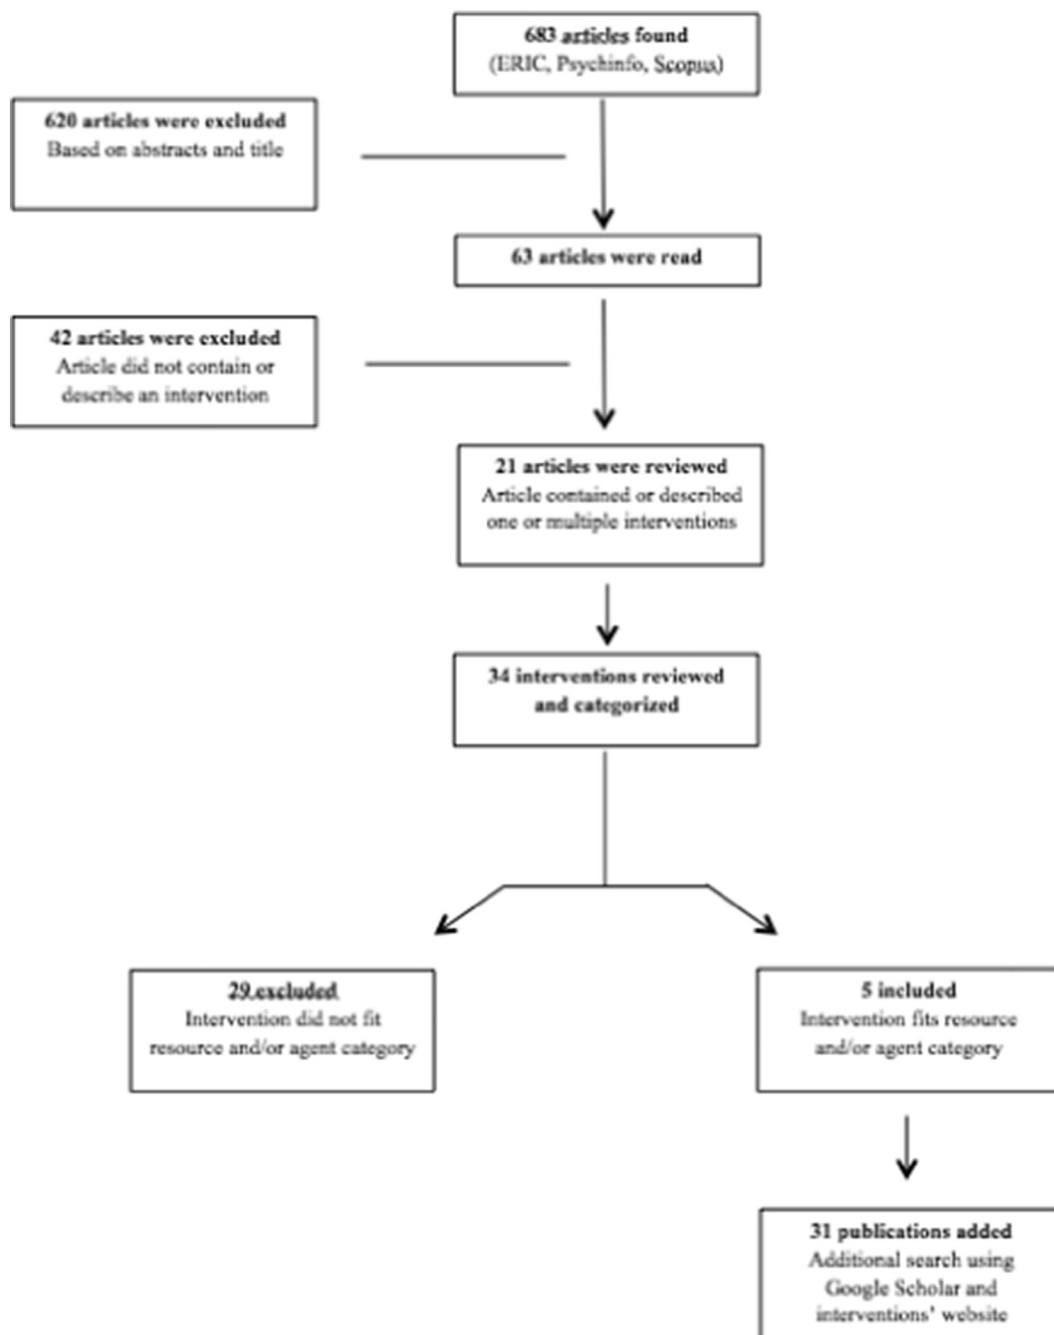 683 articles found
(ERIC, Psychinfo, Scopus)
620 articles were excluded
Based on abstracts and title
63 articles were read
42 articles were excluded
Article did not contain or
describe an intervention
21 articles were reviewed
Article contained or described
one or multiple interventions
34 interventions reviewed
and categorized
29 excluded
Intervention did not fit
resource and/or agent category
5 included
Intervention fits resource
and/or agent category
31 publications added
Additional search using
Google Scholar and
interventions' website